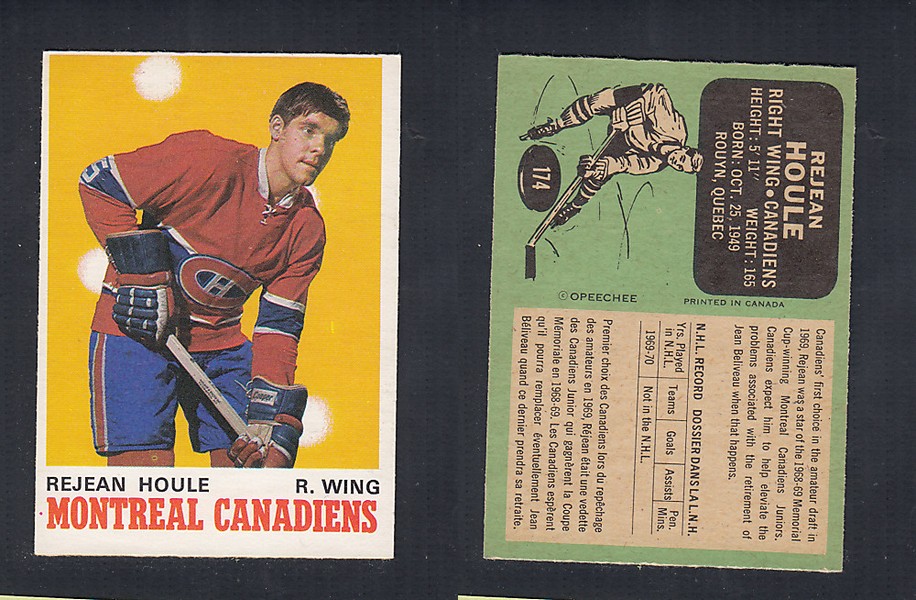 5
REJEAN HOULE R. WING
MONTREAL CANADIENS
REJEAN
HOULE
RIGHT WING • CANADIENS
HEIGHT: 5' 11" WEIGHT: 165
BORN: OCT. 25, 1949
ROUYN, QUEBEC
174
© OPEECHEE PRINTED IN CANADA
Canadiens' first choice in the amateur draft in
1969, Rejean was a star of the 1968-69 Memorial
Cup-winning Montreal Canadiens Juniors.
Canadiens expect him to help eleviate the
problems associated with the retirement of
Jean Beliveau when that happens.
N.H.L. RECORD DOSSIER DANS LA L.N.H.
Yrs. Played Teams Goals Assists Pen.
in N.H.L. Mins.
1969-70 Not in the N.H.L.
Premier choix des Canadiens lors du repêchage
des amateurs en 1969, Réjean était une vedette
des Canadiens Junior qui gagnèrent la Coupe
Mémoriale en 1968-69. Les Canadiens espèrent
qu'il pourra remplacer éventuellement Jean
Béliveau quand ce dernier prendra sa retraite.